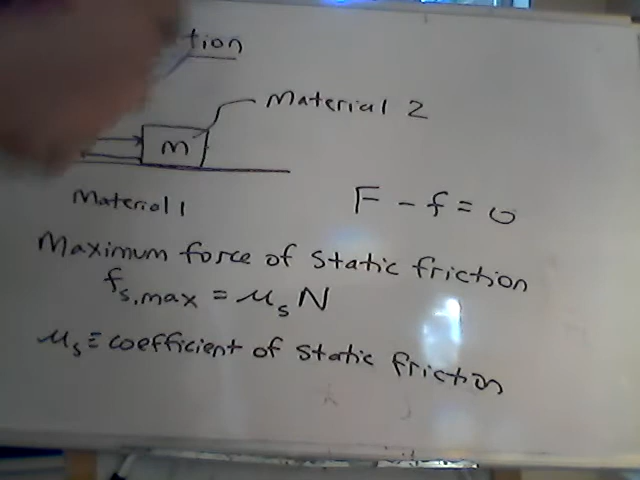 tion
Material 2
m
Material 1
F - f = 0
Maximum force of static friction
fs,max = μs N
μs ≡ coefficient of static friction